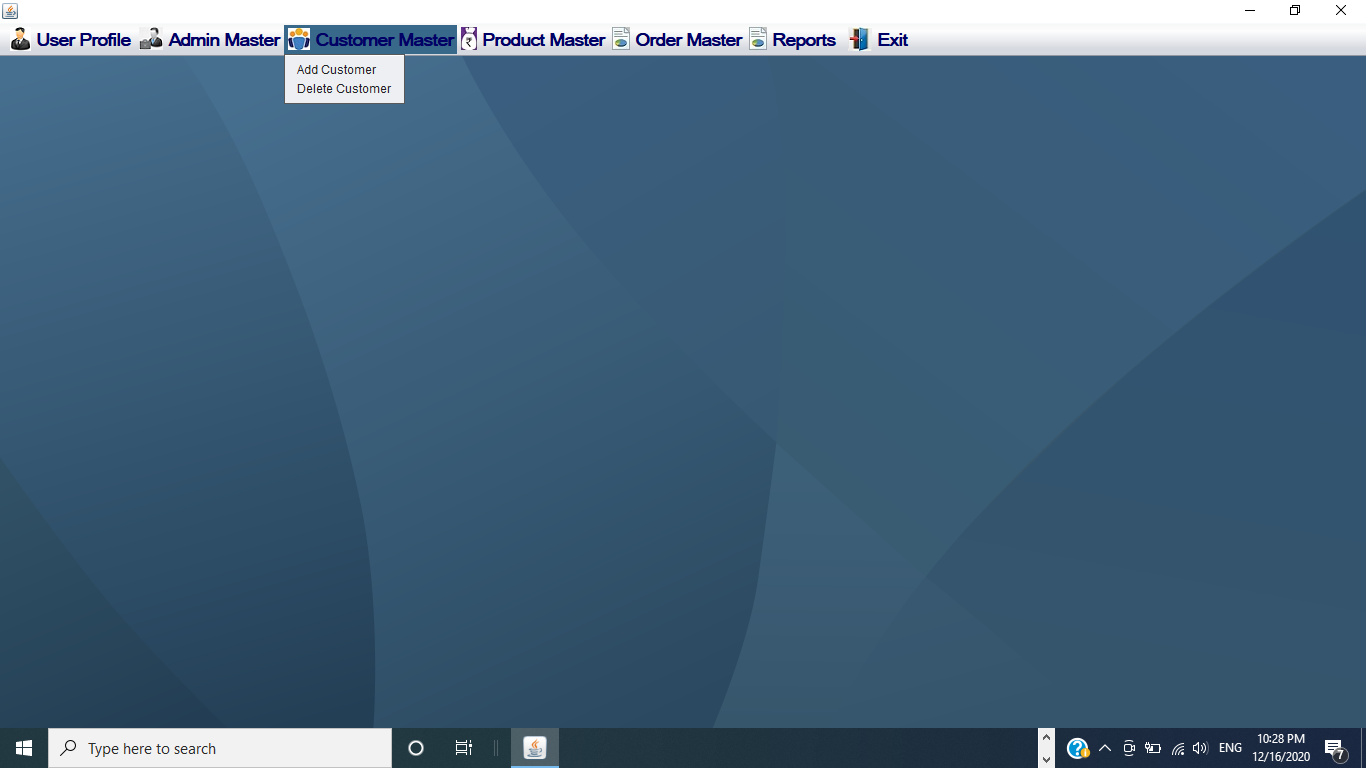 User Profile Admin Master Customer Master Product Master Order Master Reports Exit
Add Customer
Delete Customer
Type here to search
ENG
10:28 PM
12/16/2020
7